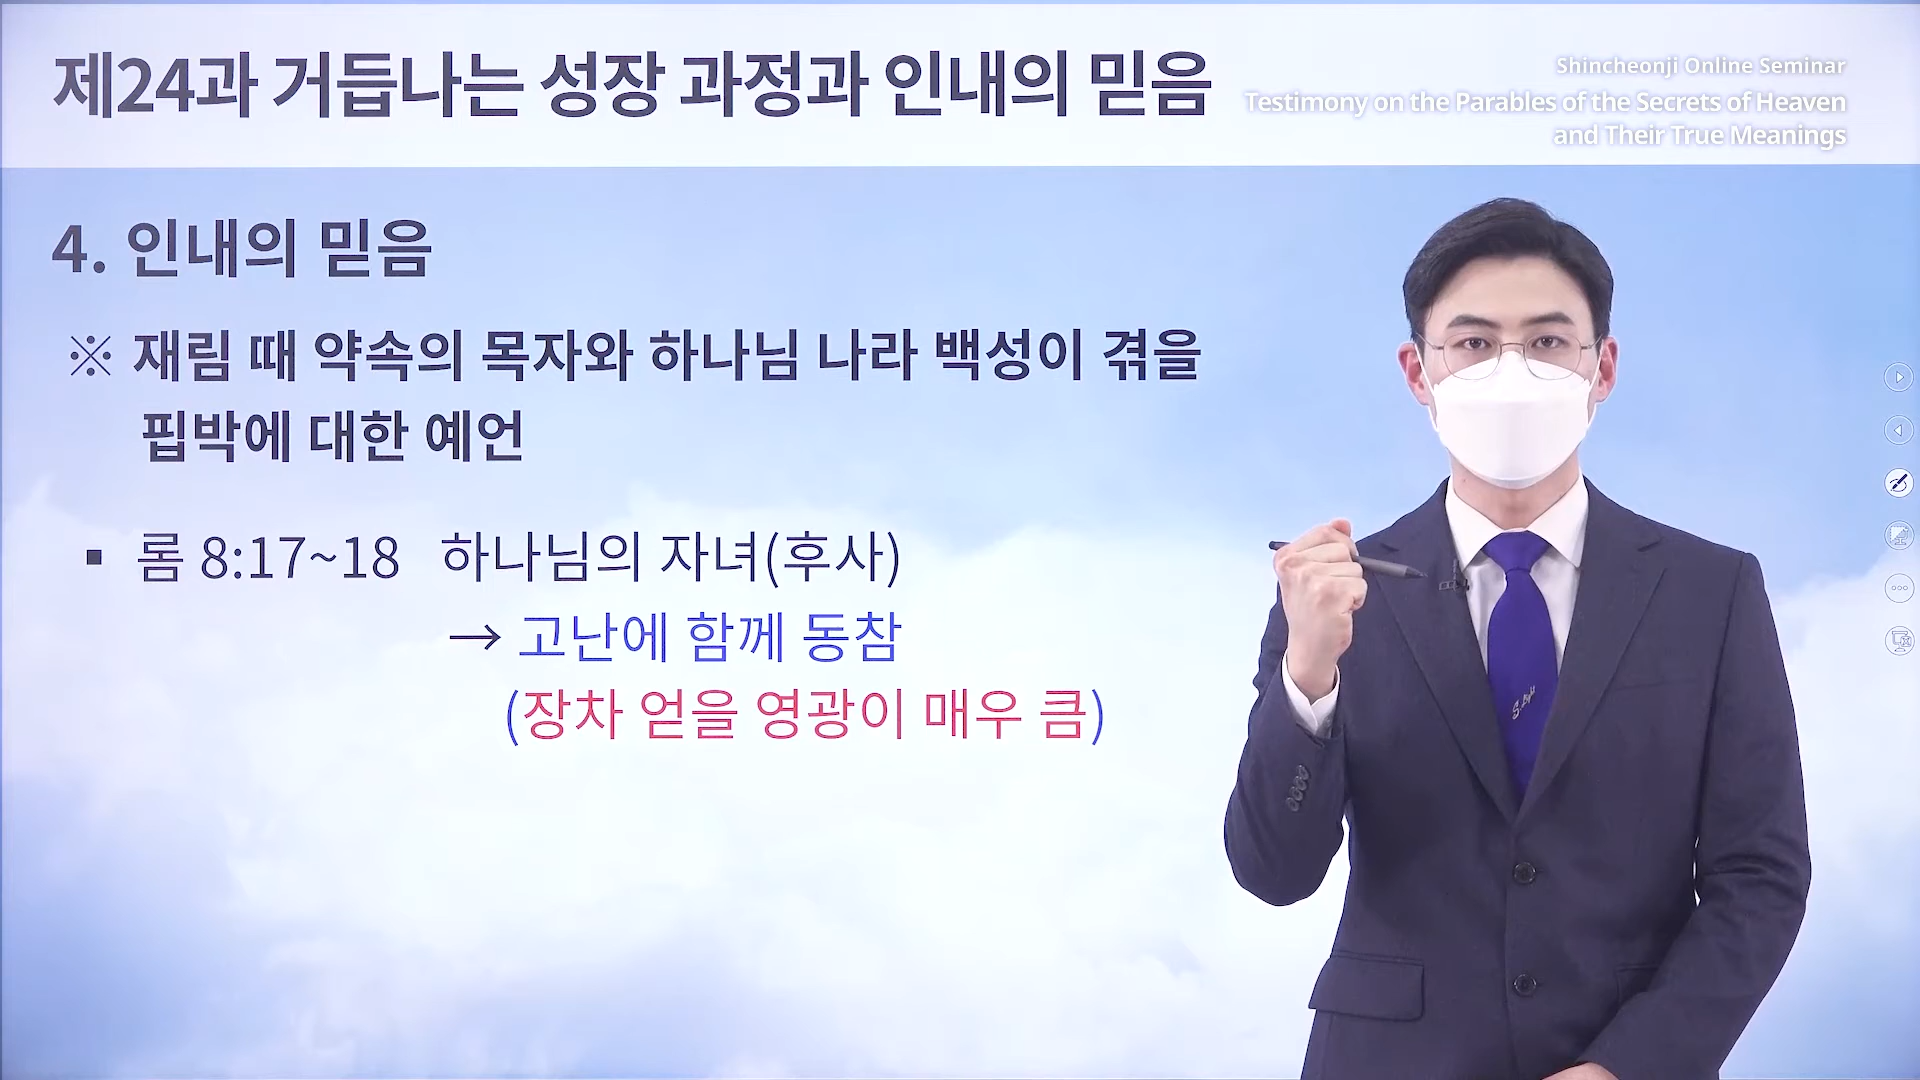 제24과 거듭나는 성장 과정과 인내의 믿음
Shincheonji Online Seminar
Testimony on the Parables of the Secrets of Heaven
and Their True Meanings
4. 인내의 믿음
※ 재림 때 약속의 목자와 하나님 나라 백성이 겪을
핍박에 대한 예언
▪ 롬 8:17~18 하나님의 자녀(후사)
→ 고난에 함께 동참
(장차 얻을 영광이 매우 큼)